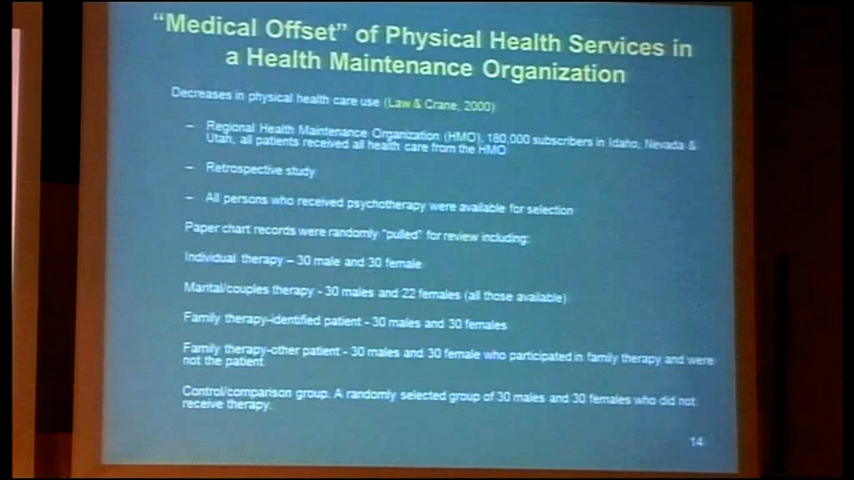 "Medical Offset" of Physical Health Services in
a Health Maintenance Organization
Decreases in physical health care use (Law & Crane, 2000)
– Regional Health Maintenance Organization (HMO), 180,000 subscribers in Idaho, Nevada &
Utah, all patients received all health care from the HMO
– Retrospective study
– All persons who received psychotherapy were available for selection
Paper chart records were randomly "pulled" for review including:
Individual therapy – 30 male and 30 female
Marital/couples therapy - 30 males and 22 females (all those available)
Family therapy-identified patient - 30 males and 30 females
Family therapy-other patient - 30 males and 30 female who participated in family therapy and were
not the patient
Control/comparison group. A randomly selected group of 30 males and 30 females who did not
receive therapy.
14